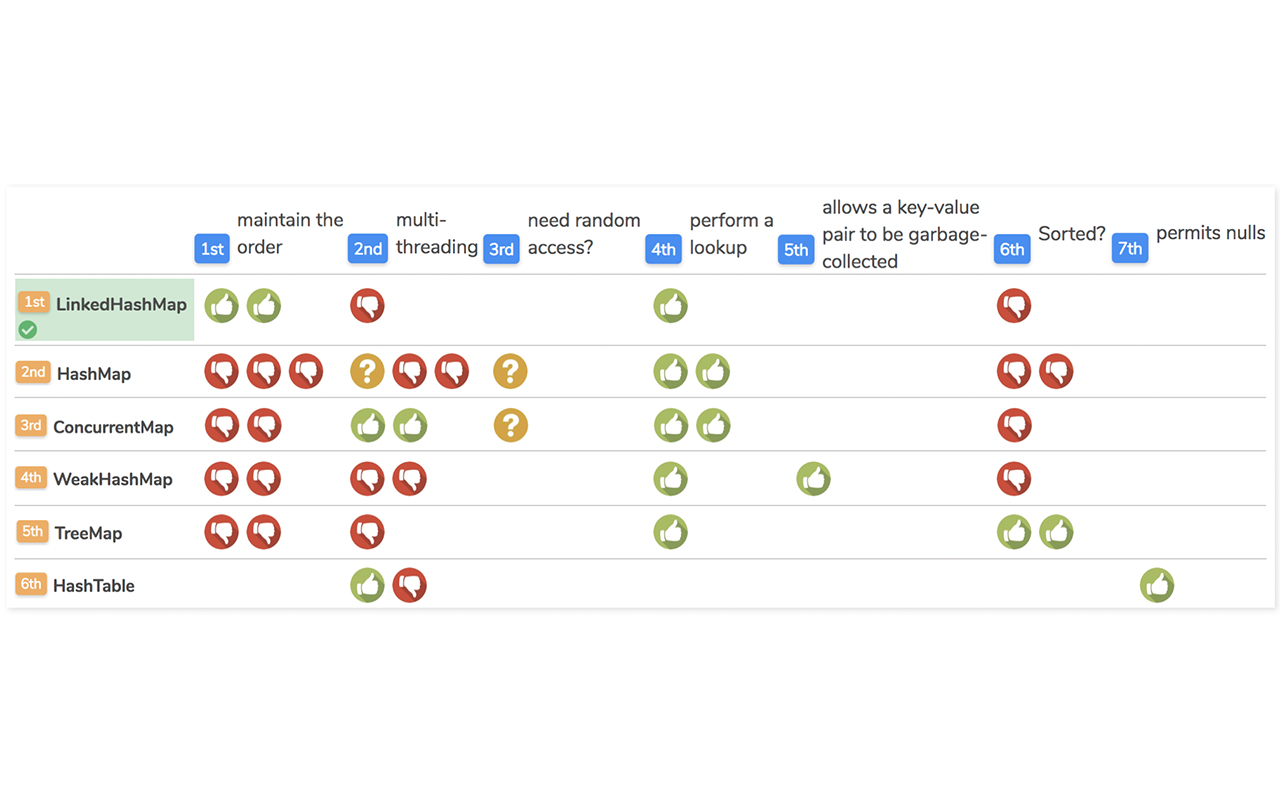 1st maintain the
order
2nd multi-
threading
3rd need random
access?
4th perform a
lookup
5th allows a key-value
pair to be garbage-
collected
6th Sorted?
7th permits nulls
1st LinkedHashMap
2nd HashMap
3rd ConcurrentMap
4th WeakHashMap
5th TreeMap
6th HashTable